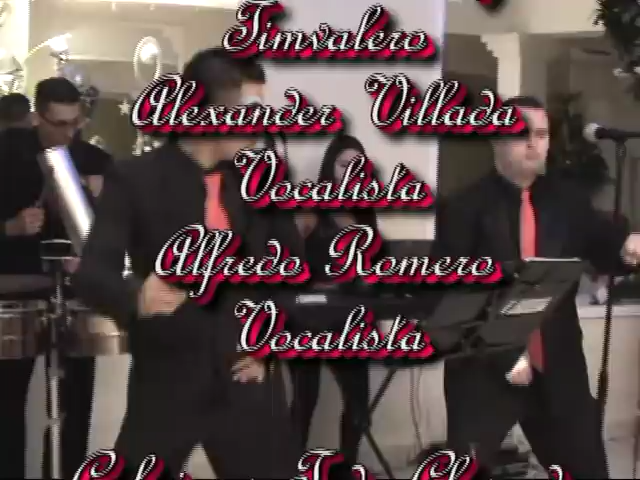 Timvalero
Alexander Villada
Vocalista
Alfredo Romero
Vocalista